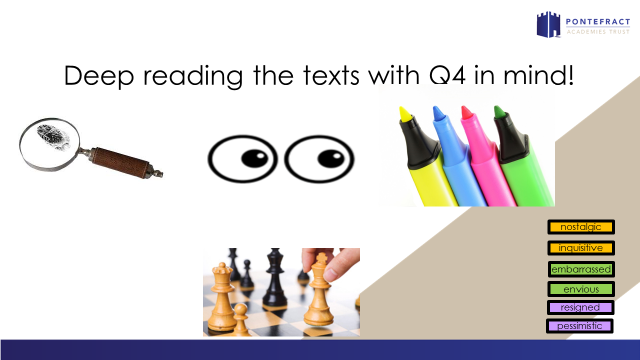 PONTEFRACT
ACADEMIES TRUST
Deep reading the texts with Q4 in mind!
nostalgic
inquisitive
embarrassed
envious
resigned
pessimistic